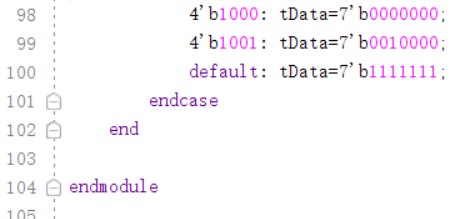 98 4'b1000: tData=7'b0000000;
99 4'b1001: tData=7'b0010000;
100 default: tData=7'b1111111;
101 endcase
102 end
103
104 endmodule
105